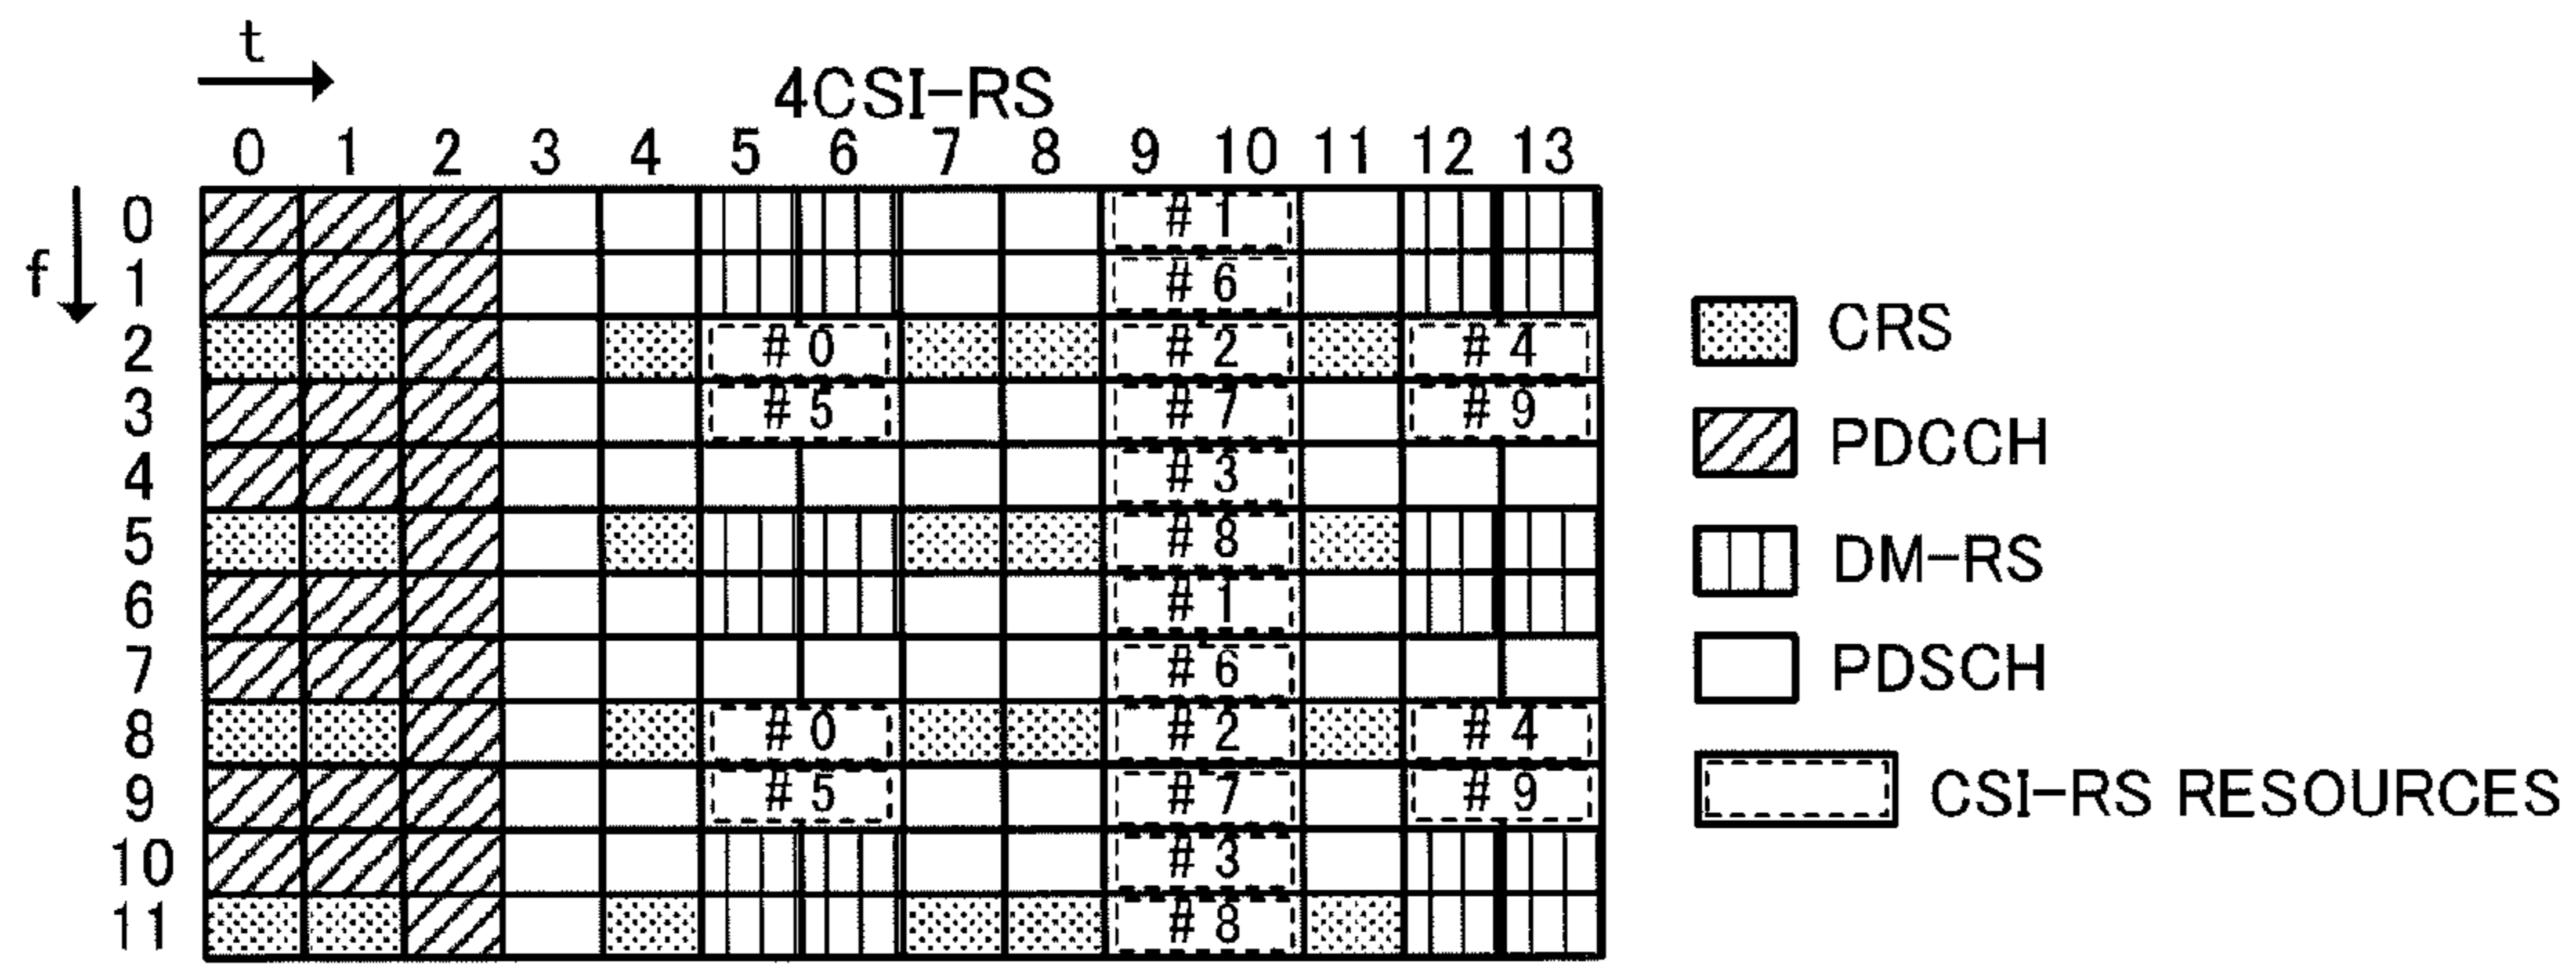 t
4CSI-RS
0 1 2 3 4 5 6 7 8 9 10 11 12 13
f
0 # 1
1 # 6
2 # 0 # 2 # 4
3 # 5 # 7 # 9
4 # 3
5 # 8
6 # 1
7 # 6
8 # 0 # 2 # 4
9 # 5 # 7 # 9
10 # 3
11 # 8
CRS
PDCCH
DM-RS
PDSCH
CSI-RS RESOURCES